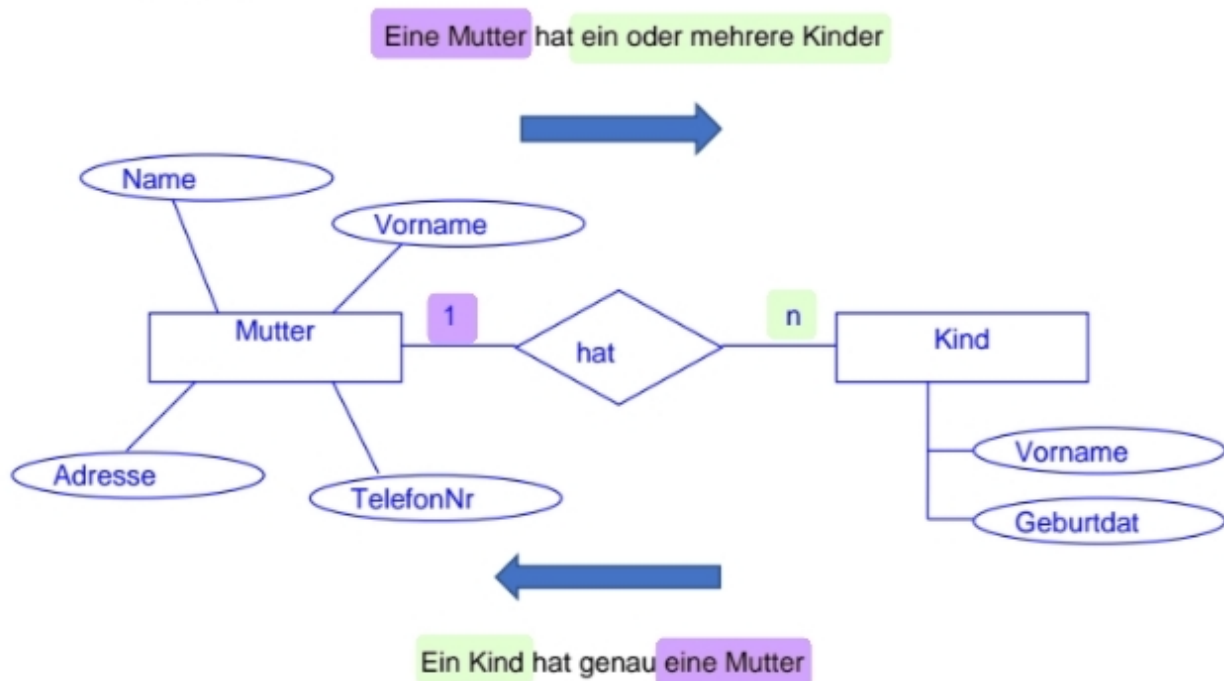 Eine Mutter hat ein oder mehrere Kinder
Name
Vorname
Mutter
1
hat
n
Kind
Adresse
TelefonNr
Vorname
Geburtdat
Ein Kind hat genau eine Mutter